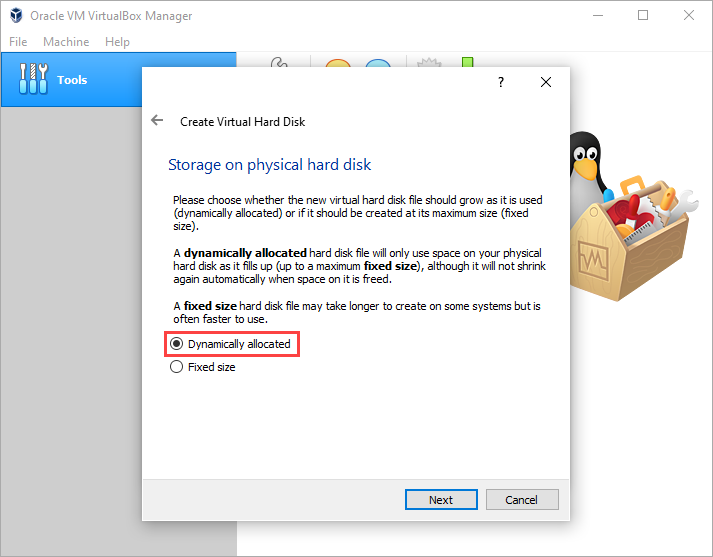 Oracle VM VirtualBox Manager
File Machine Help
Tools
?
Create Virtual Hard Disk
Storage on physical hard disk
Please choose whether the new virtual hard disk file should grow as it is used
(dynamically allocated) or if it should be created at its maximum size (fixed
size).
A dynamically allocated hard disk file will only use space on your physical
hard disk as it fills up (up to a maximum fixed size), although it will not shrink
again automatically when space on it is freed.
A fixed size hard disk file may take longer to create on some systems but is
often faster to use.
Dynamically allocated
Fixed size
Next Cancel